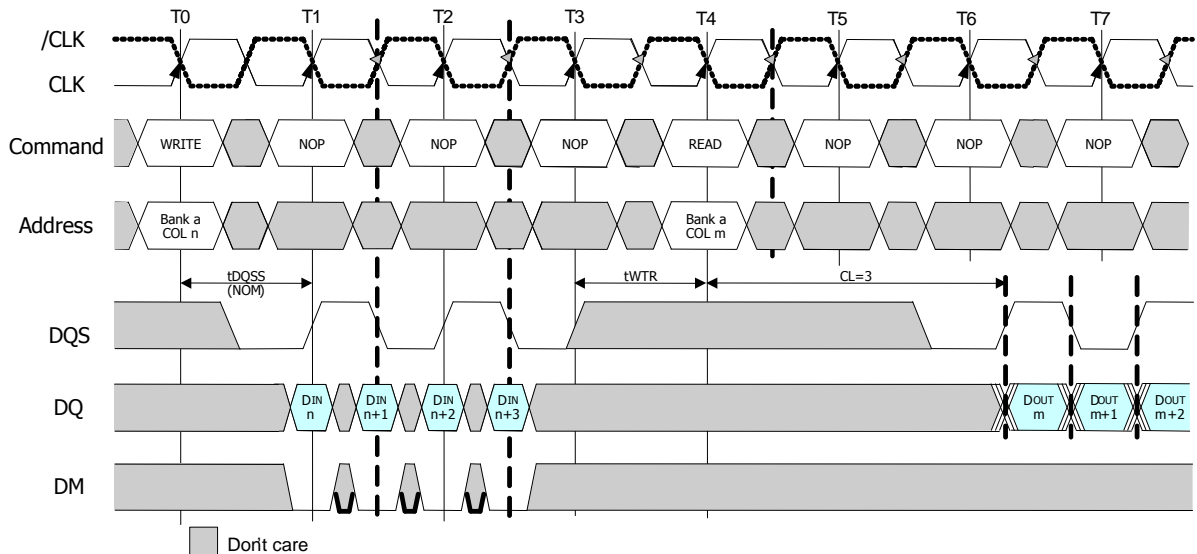 T0 T1 T2 T3 T4 T5 T6 T7
/CLK
CLK
Command WRITE NOP NOP NOP READ NOP NOP NOP
Address Bank a COL n Bank a COL m
tDQSS
(NOM)
tWTR
CL=3
DQS
DQ DIN n DIN n+1 DIN n+2 DIN n+3 DOUT m DOUT m+1 DOUT m+2
DM
Don't care